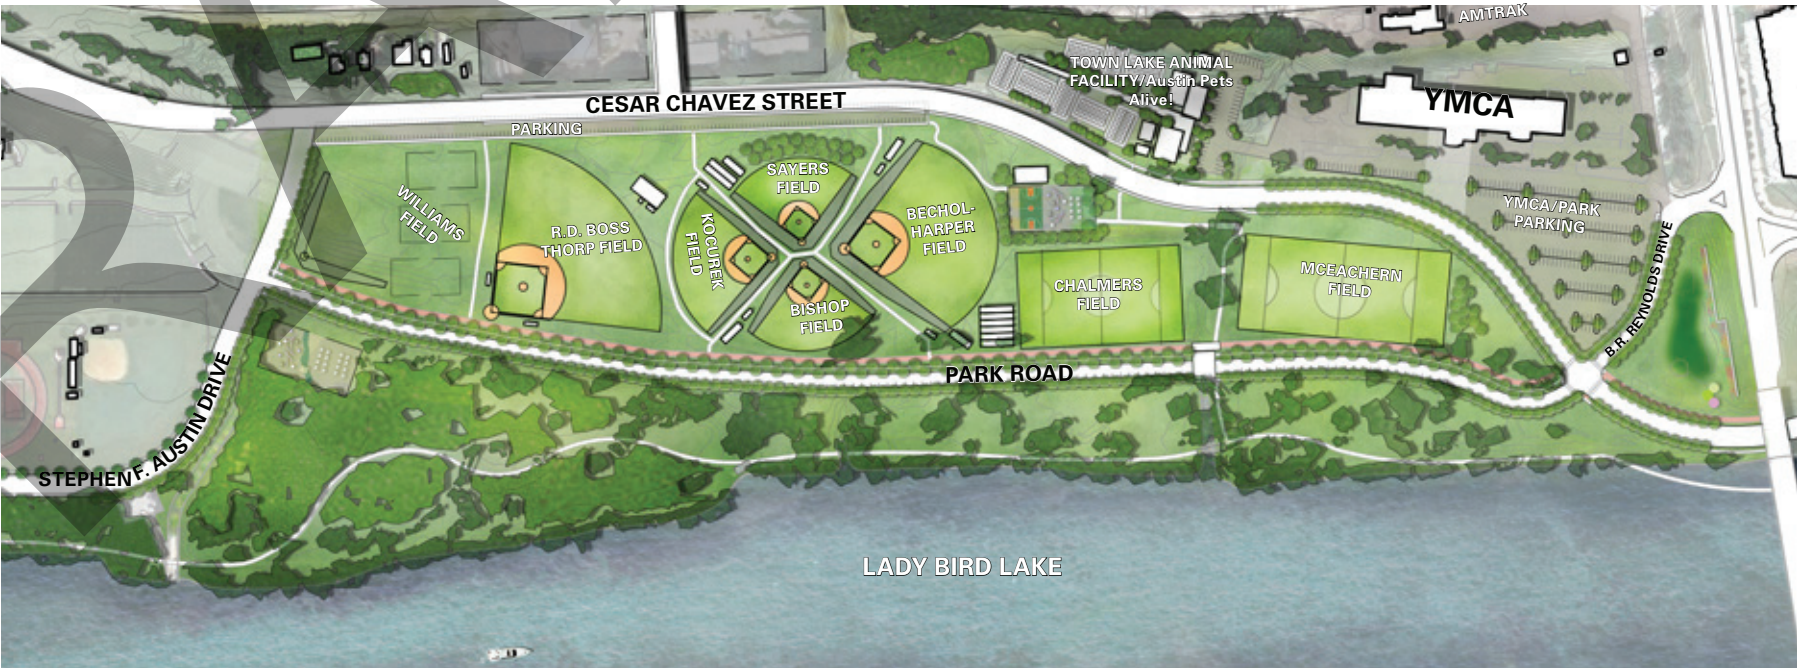 AMTRAK
TOWN LAKE ANIMAL
FACILITY/Austin Pets
Alive!
YMCA
CESAR CHAVEZ STREET
PARKING
SAYERS
FIELD
WILLIAMS
FIELD
R.D. BOSS
THORP FIELD
KOCUREK
FIELD
BECHOL-
HARPER
FIELD
YMCA/PARK
PARKING
B.R. REYNOLDS DRIVE
CHALMERS
FIELD
MCEACHERN
FIELD
BISHOP
FIELD
PARK ROAD
STEPHEN F. AUSTIN DRIVE
LADY BIRD LAKE